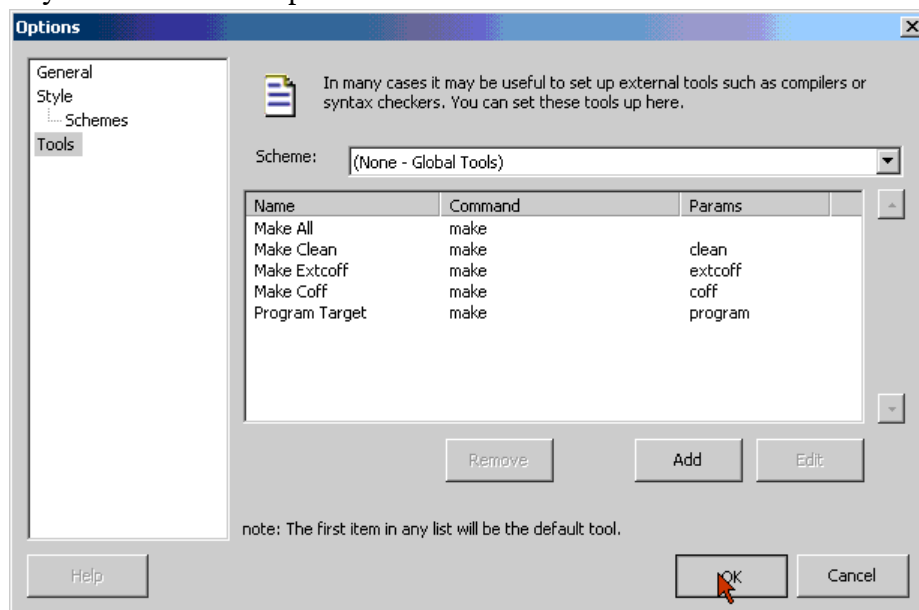 Options
General
Style
Schemes
Tools
In many cases it may be useful to set up external tools such as compilers or
syntax checkers. You can set these tools up here.
Scheme: (None - Global Tools)
Name Command Params
Make All make
Make Clean make clean
Make Extcoff make extcoff
Make Coff make coff
Program Target make program
Remove Add Edit
note: The first item in any list will be the default tool.
Help OK Cancel